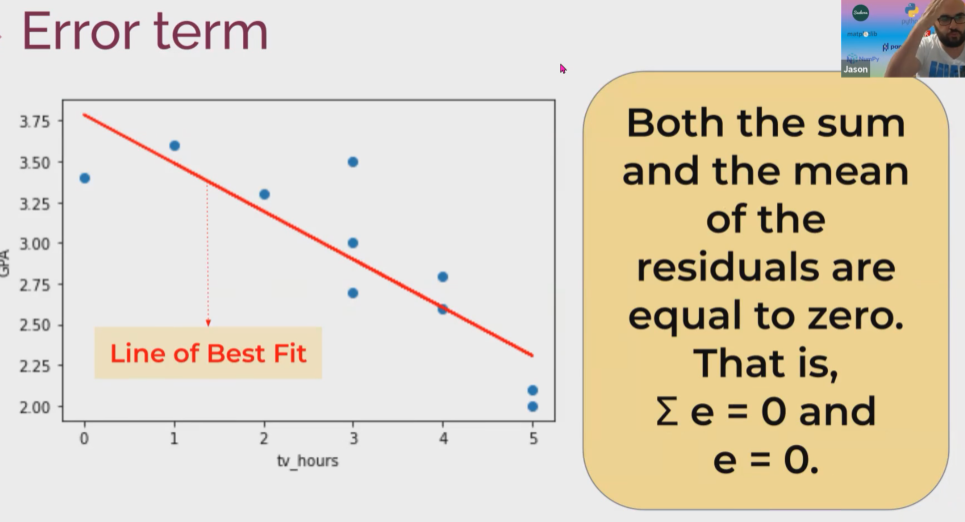 Error term
Jason
3.75
3.50
3.25
3.00
2.75
2.50
2.25
2.00
GPA
0 1 2 3 4 5
tv_hours
Line of Best Fit
Both the sum
and the mean
of the
residuals are
equal to zero.
That is,
Σ e = 0 and
e = 0.